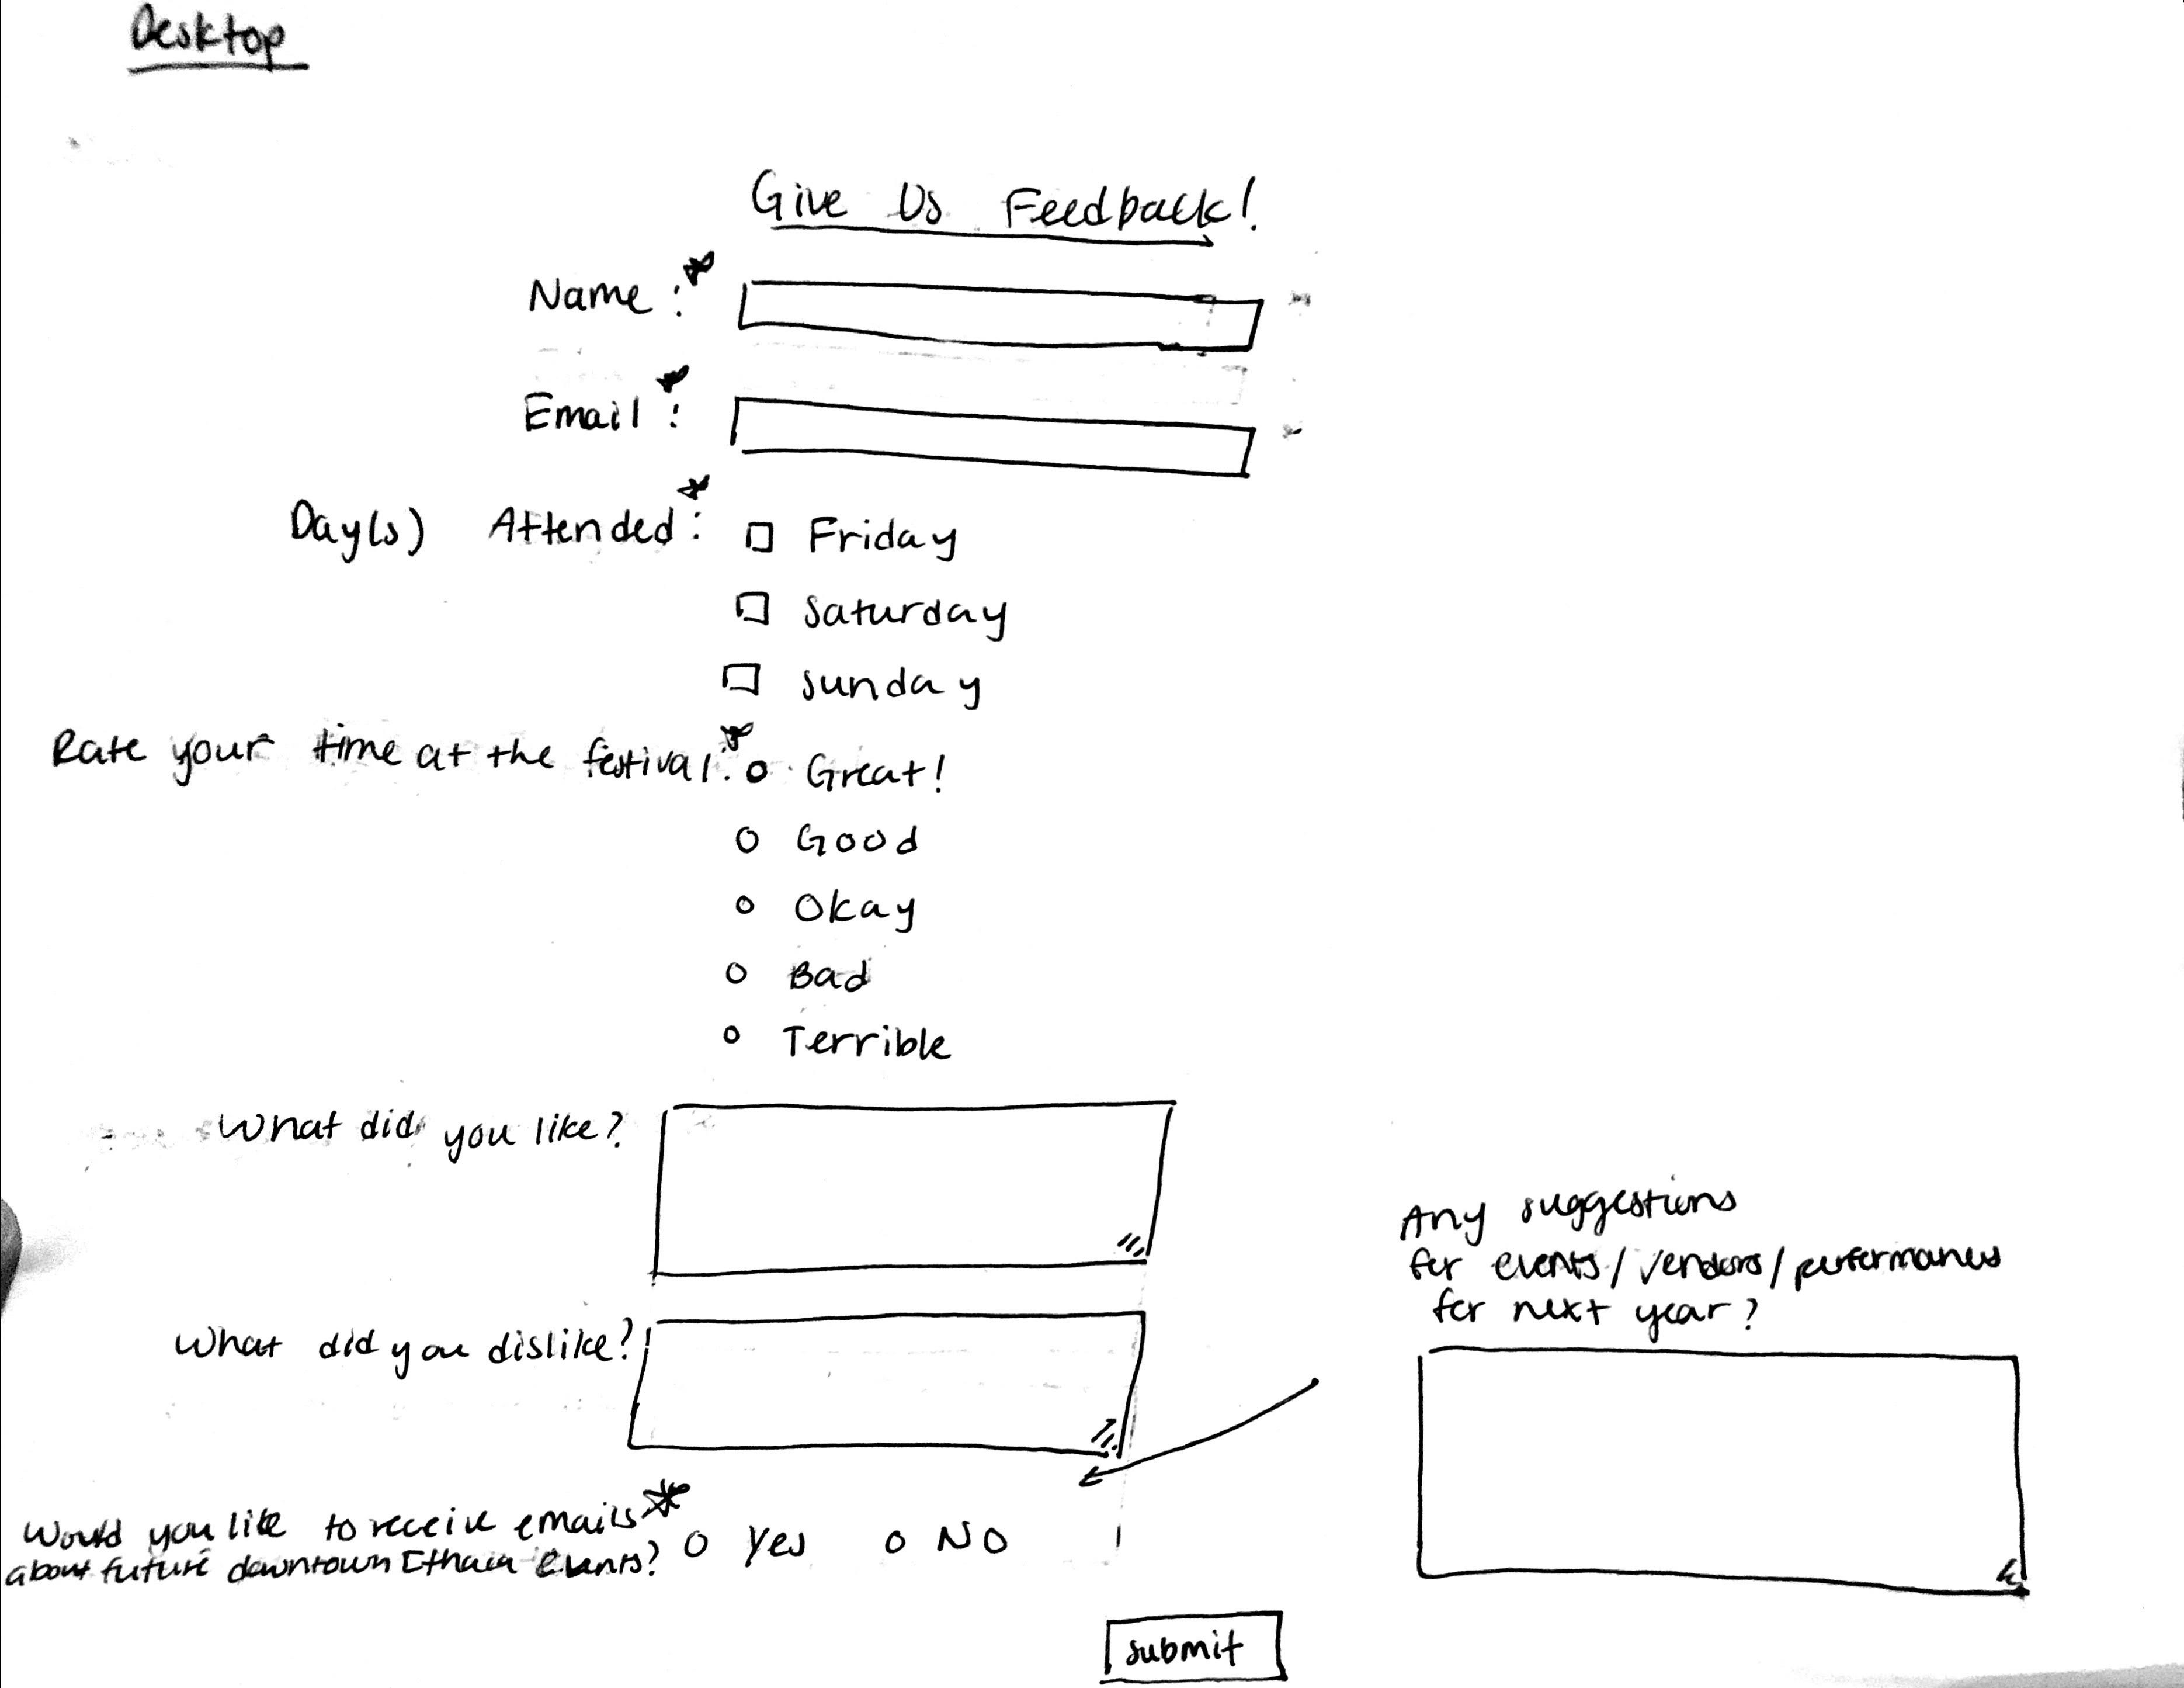 Desktop
Give Us Feedback!
Name:*
Email*:
Day(s) Attended:*
Friday
Saturday
Sunday
Rate your time at the festival:*
Great!
Good
Okay
Bad
Terrible
What did you like?
What did you dislike?
Any suggestions
for events/vendors/performances
for next year?
Would you like to receive emails*
about future downtown Ithaca events?
Yes
No
submit